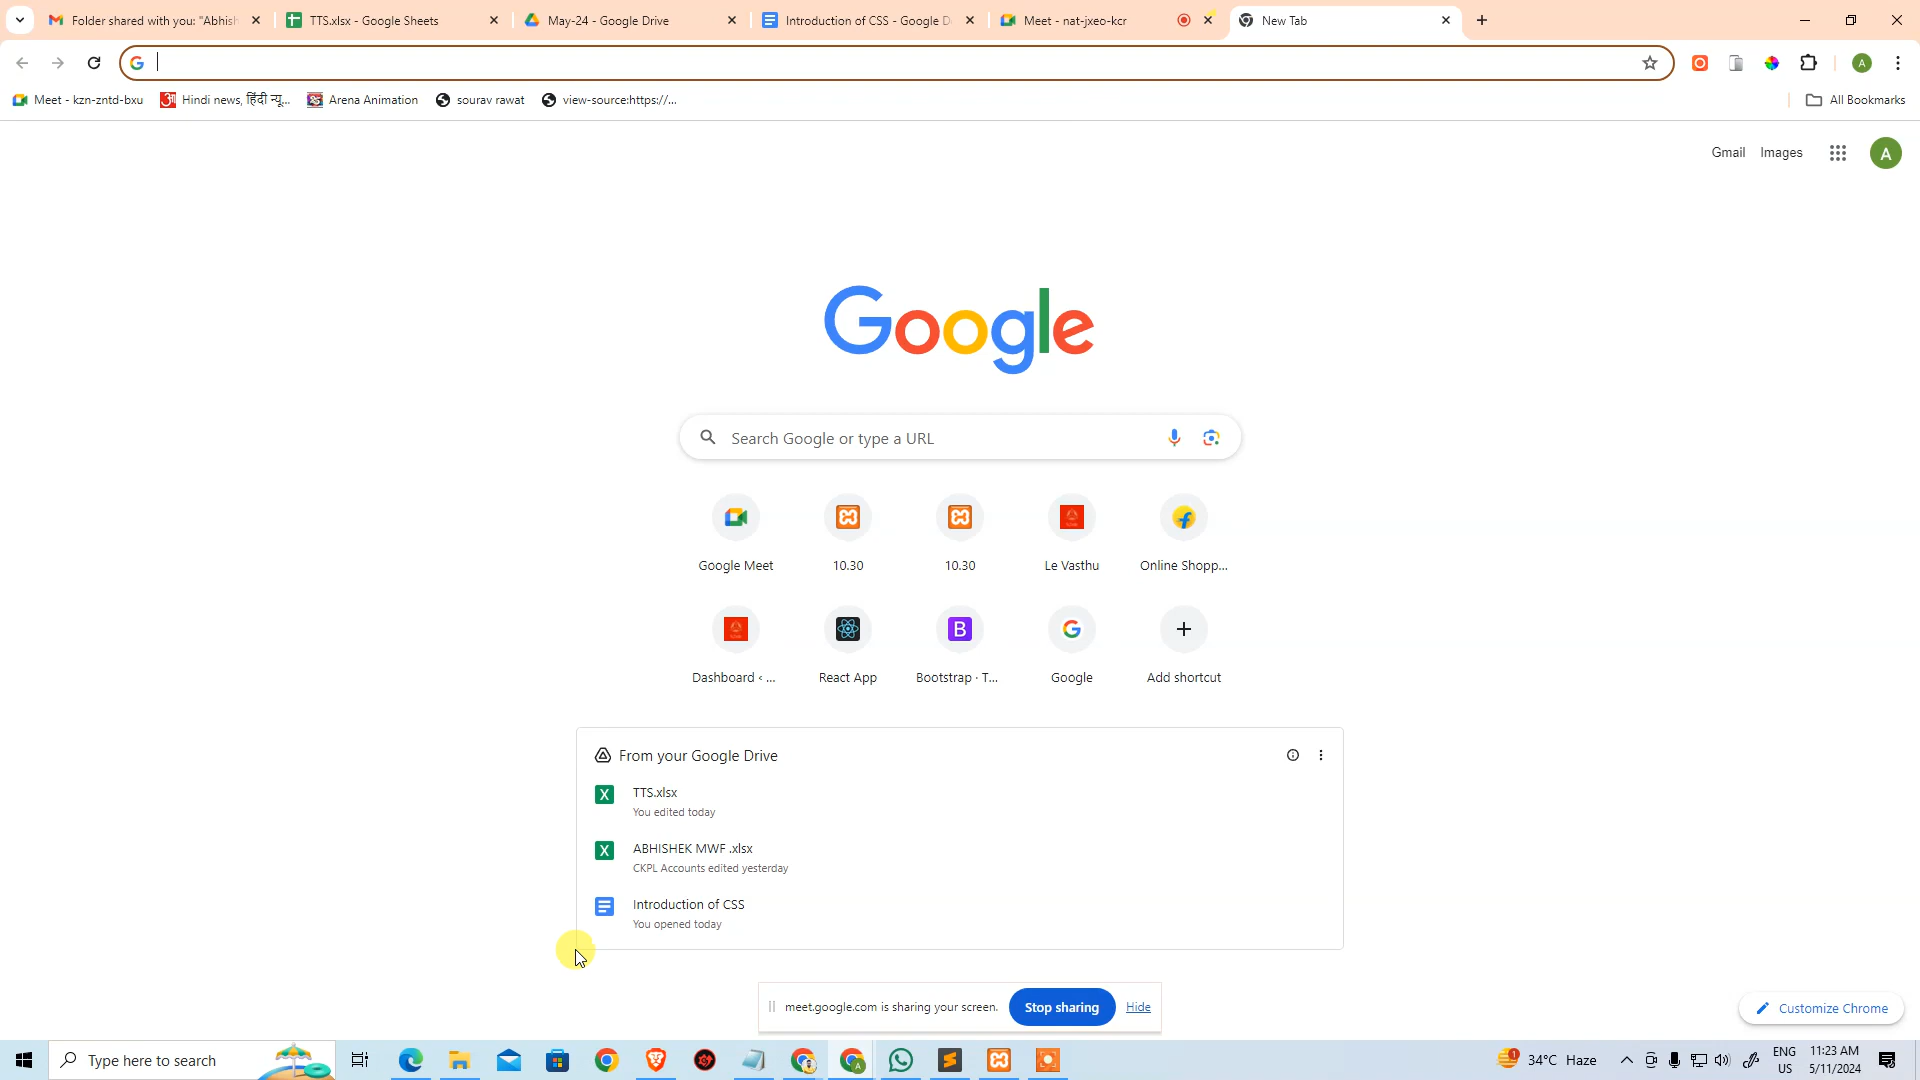 Folder shared with you: "Abhish
TTS.xlsx - Google Sheets
May-24 - Google Drive
Introduction of CSS - Google D
Meet - nat-jxeo-kcr
New Tab
Meet - kzn-zntd-bxu
Hindi news, हिंदी न्यू...
Arena Animation
sourav rawat
view-source:https://...
All Bookmarks
A
Gmail
Images
A
Google
Search Google or type a URL
Google Meet
10.30
10.30
Le Vasthu
Online Shopp...
Dashboard ‹ ...
React App
Bootstrap · T...
Google
Add shortcut
From your Google Drive
TTS.xlsx
You edited today
ABHISHEK MWF .xlsx
CKPL Accounts edited yesterday
Introduction of CSS
You opened today
meet.google.com is sharing your screen.
Stop sharing
Hide
Customize Chrome
Type here to search
34°C Haze
ENG
US
11:23 AM
5/11/2024